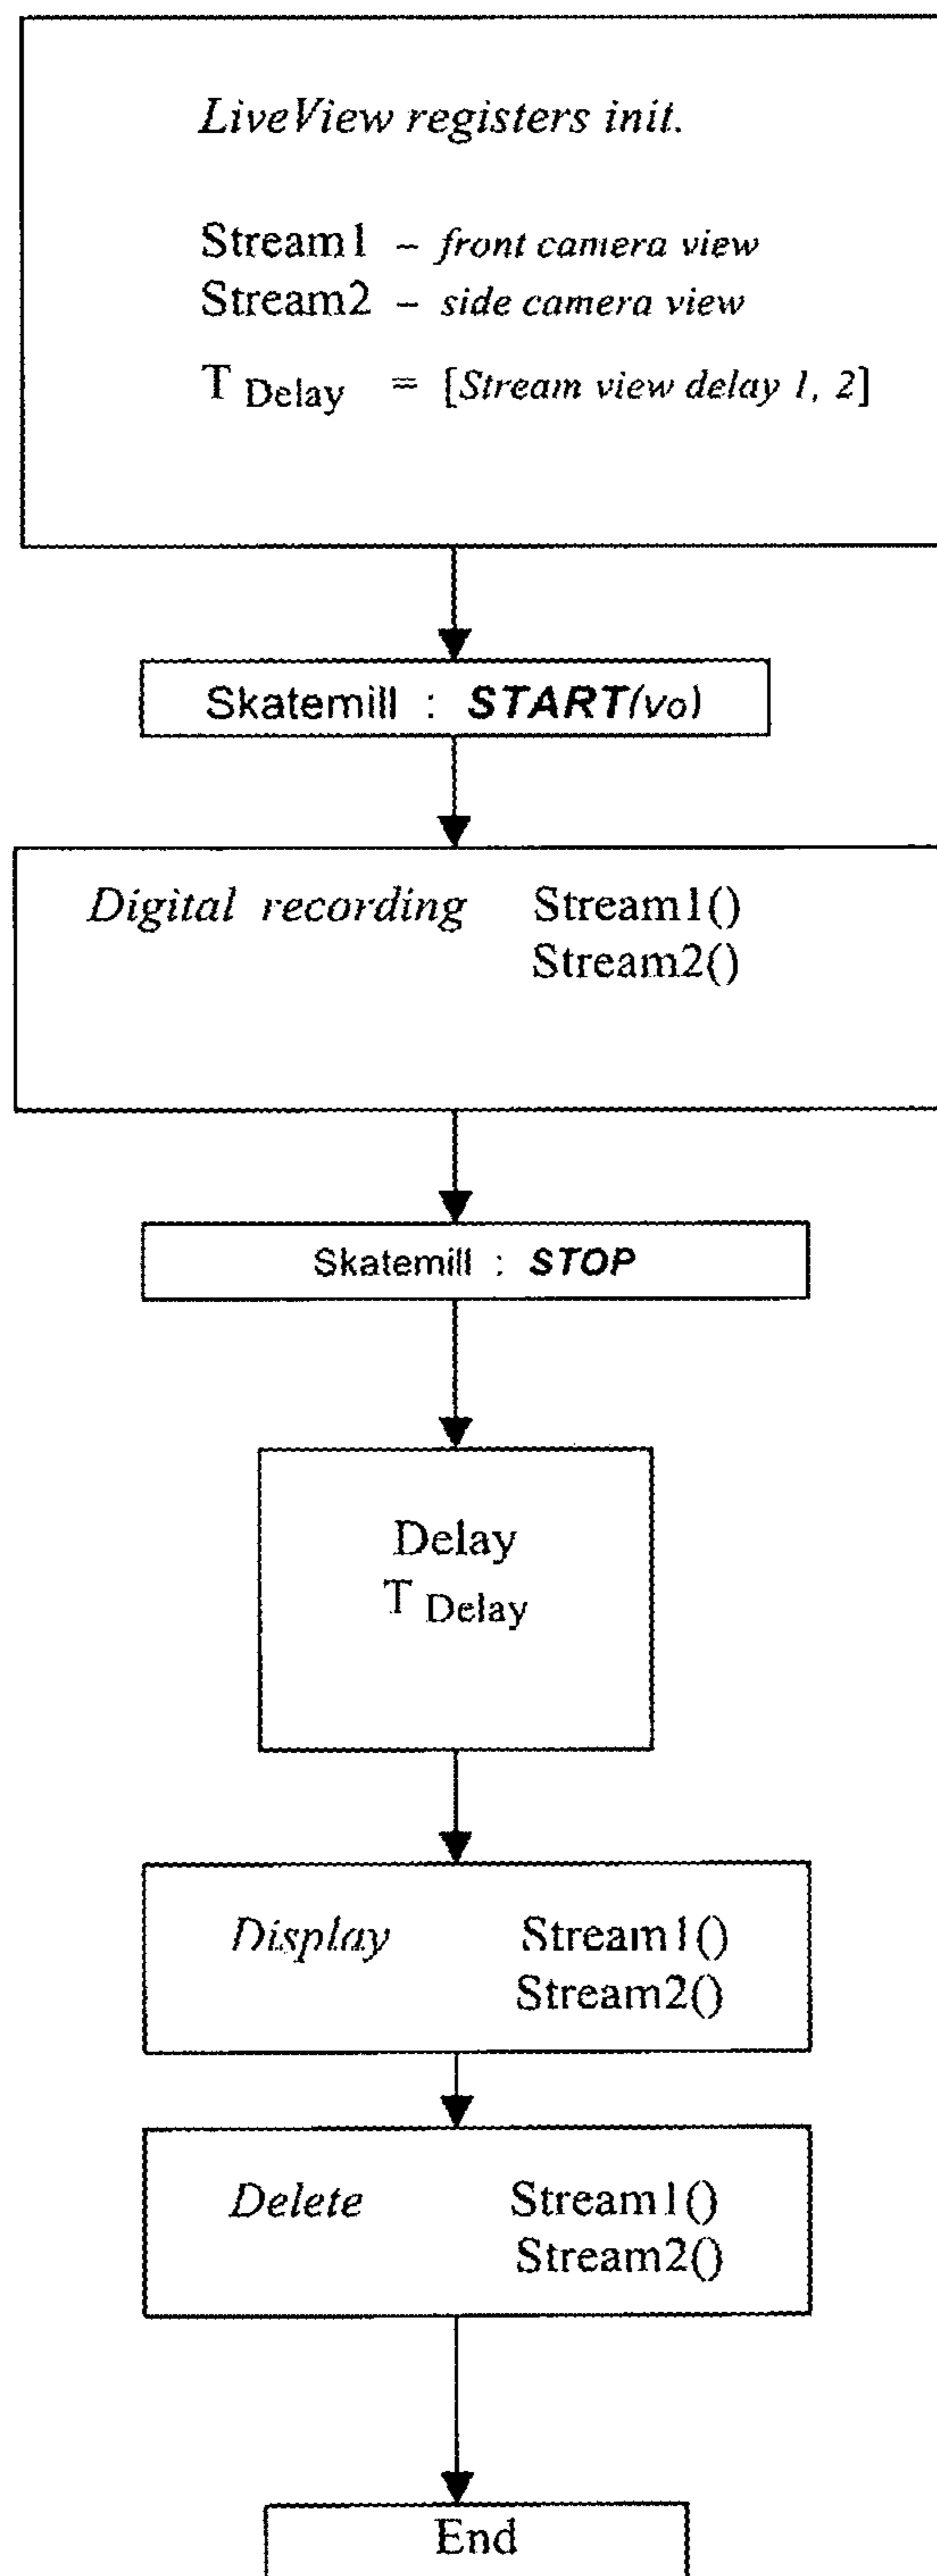 LiveView registers init.
Stream1 – front camera view
Stream2 – side camera view
T Delay = [Stream view delay 1, 2]
Skatemill : START(vo)
Digital recording Stream1()
Stream2()
Skatemill : STOP
Delay
T Delay
Display Stream1()
Stream2()
Delete Stream1()
Stream2()
End